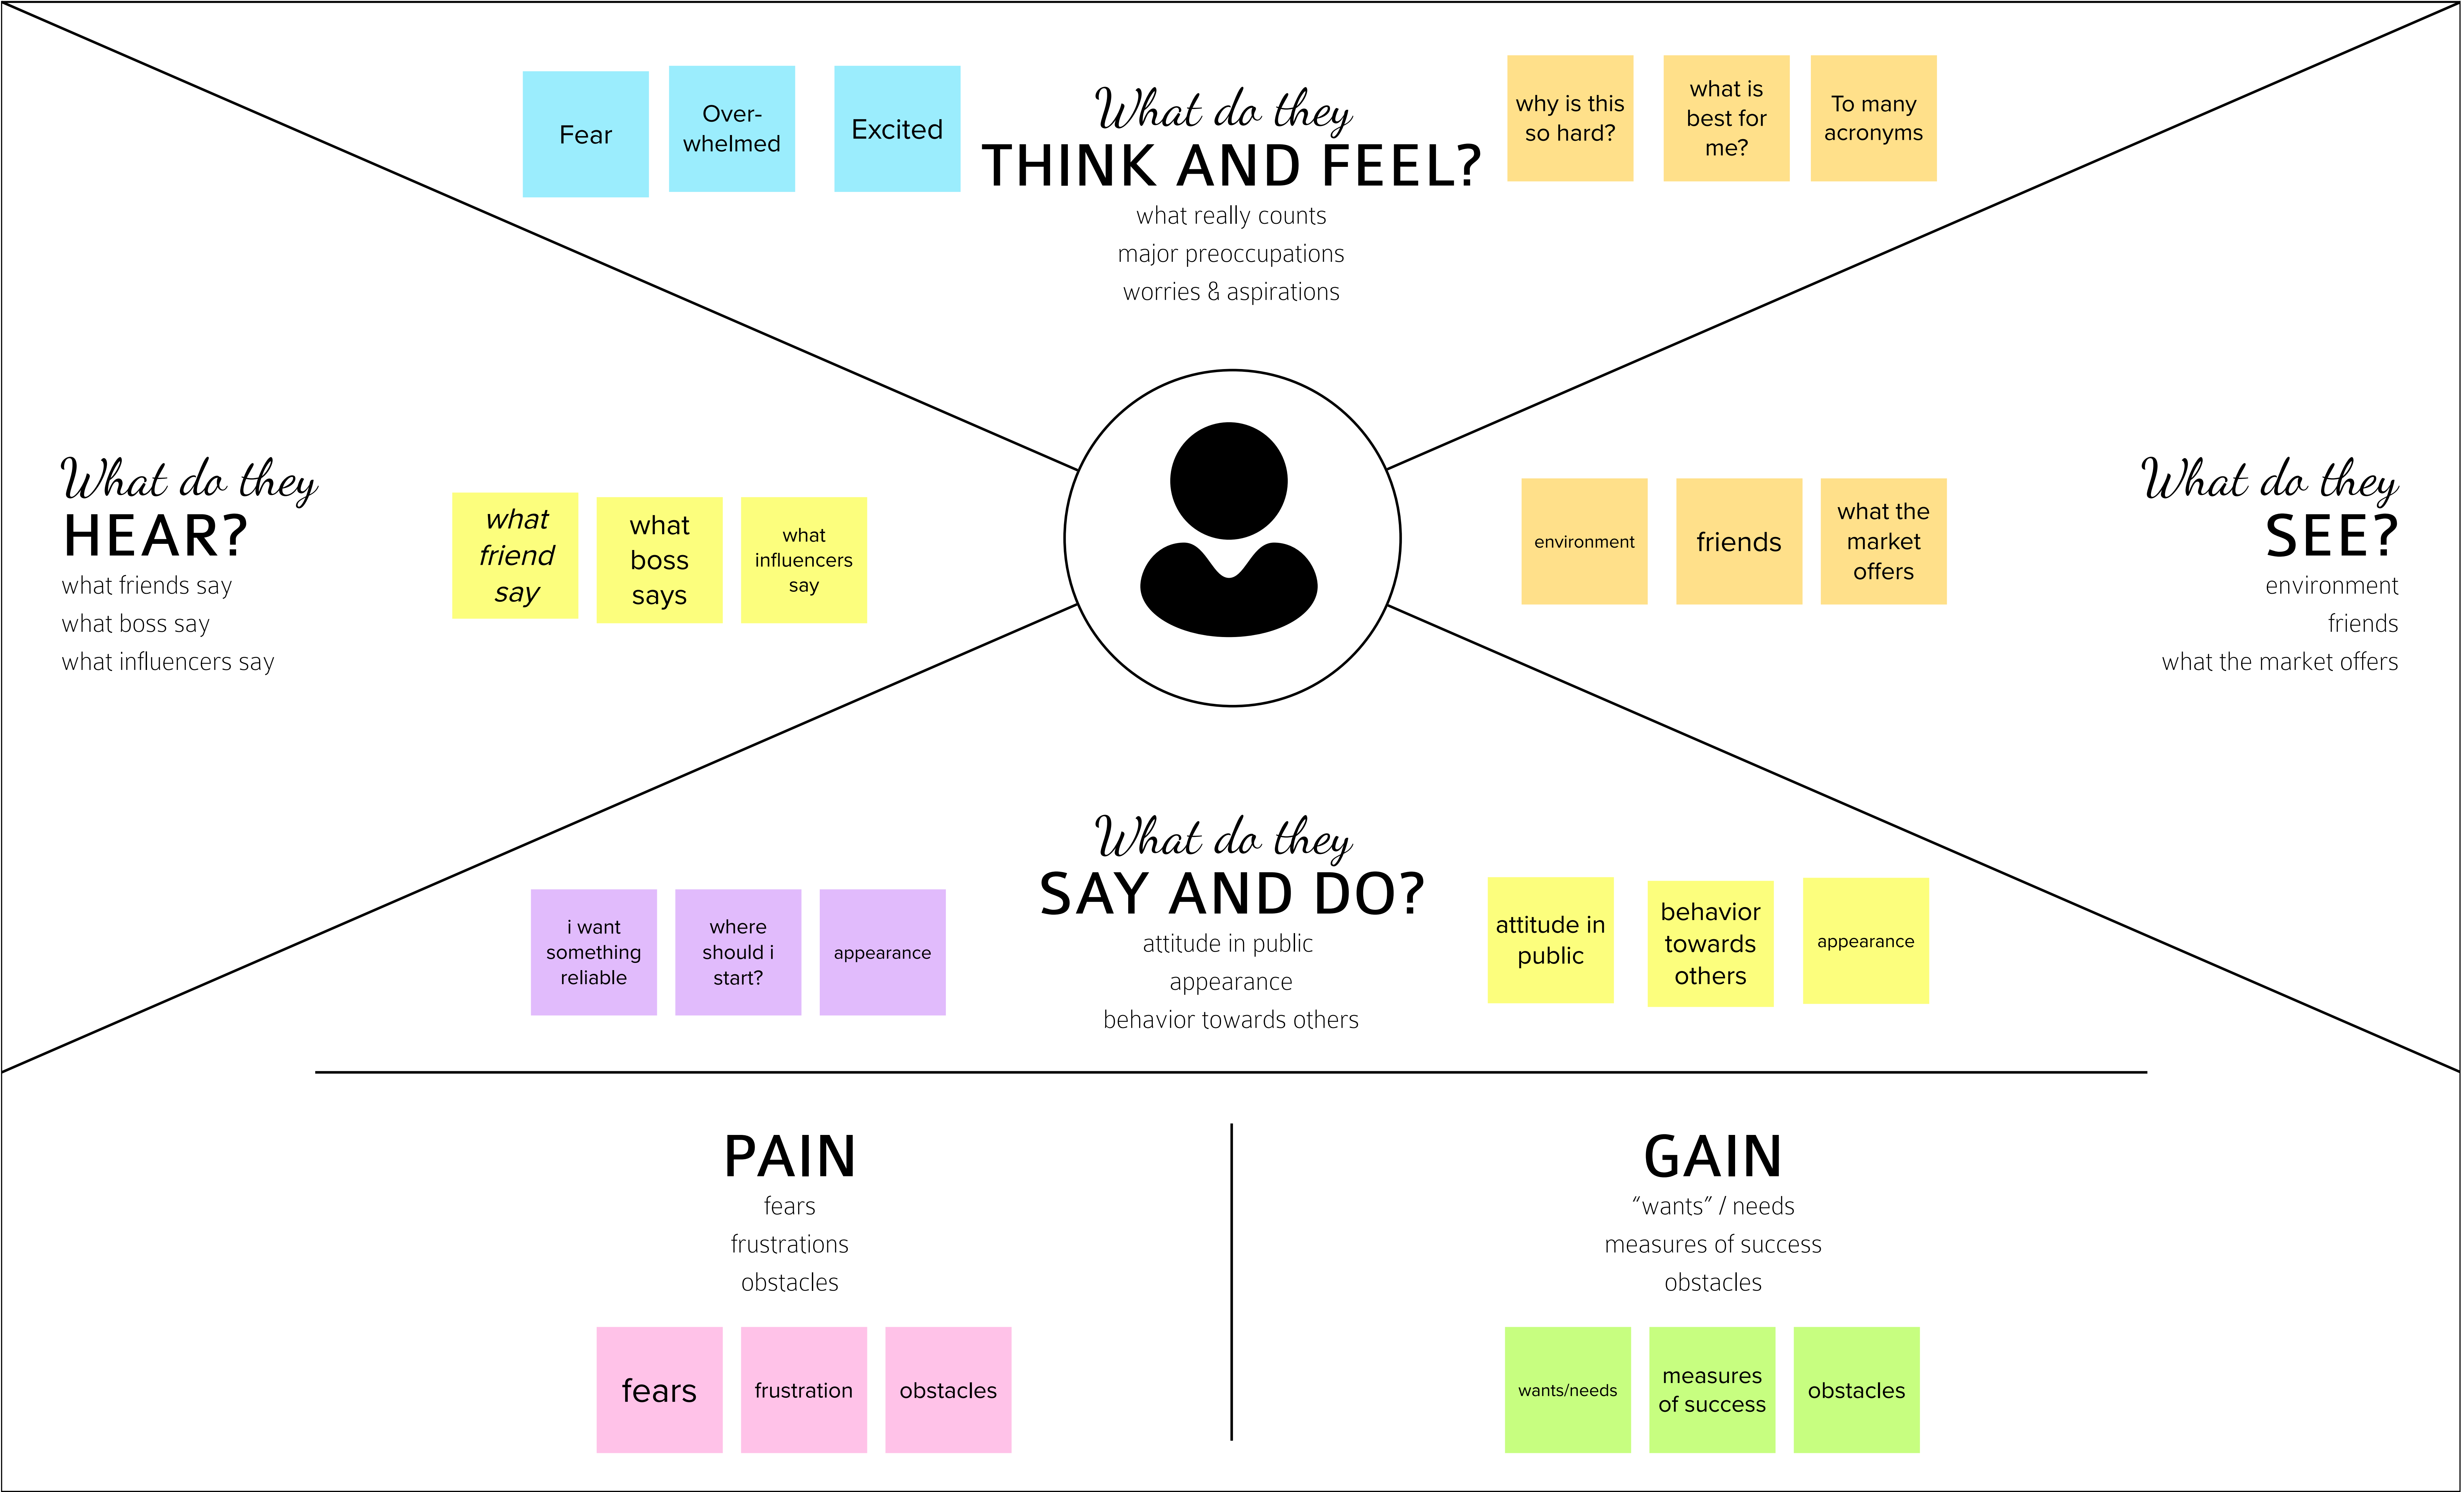 Fear
Over-
whelmed
Excited
What do they
THINK AND FEEL?
what really counts
major preoccupations
worries & aspirations
why is this
so hard?
what is
best for
me?
To many
acronyms
What do they
HEAR?
what friends say
what boss say
what influencers say
what
friend
say
what
boss
says
what
influencers
say
environment
friends
what the
market
offers
What do they
SEE?
environment
friends
what the market offers
i want
something
reliable
where
should i
start?
appearance
What do they
SAY AND DO?
attitude in public
appearance
behavior towards others
attitude in
public
behavior
towards
others
appearance
PAIN
fears
frustrations
obstacles
fears
frustration
obstacles
GAIN
“wants” / needs
measures of success
obstacles
wants/needs
measures
of success
obstacles